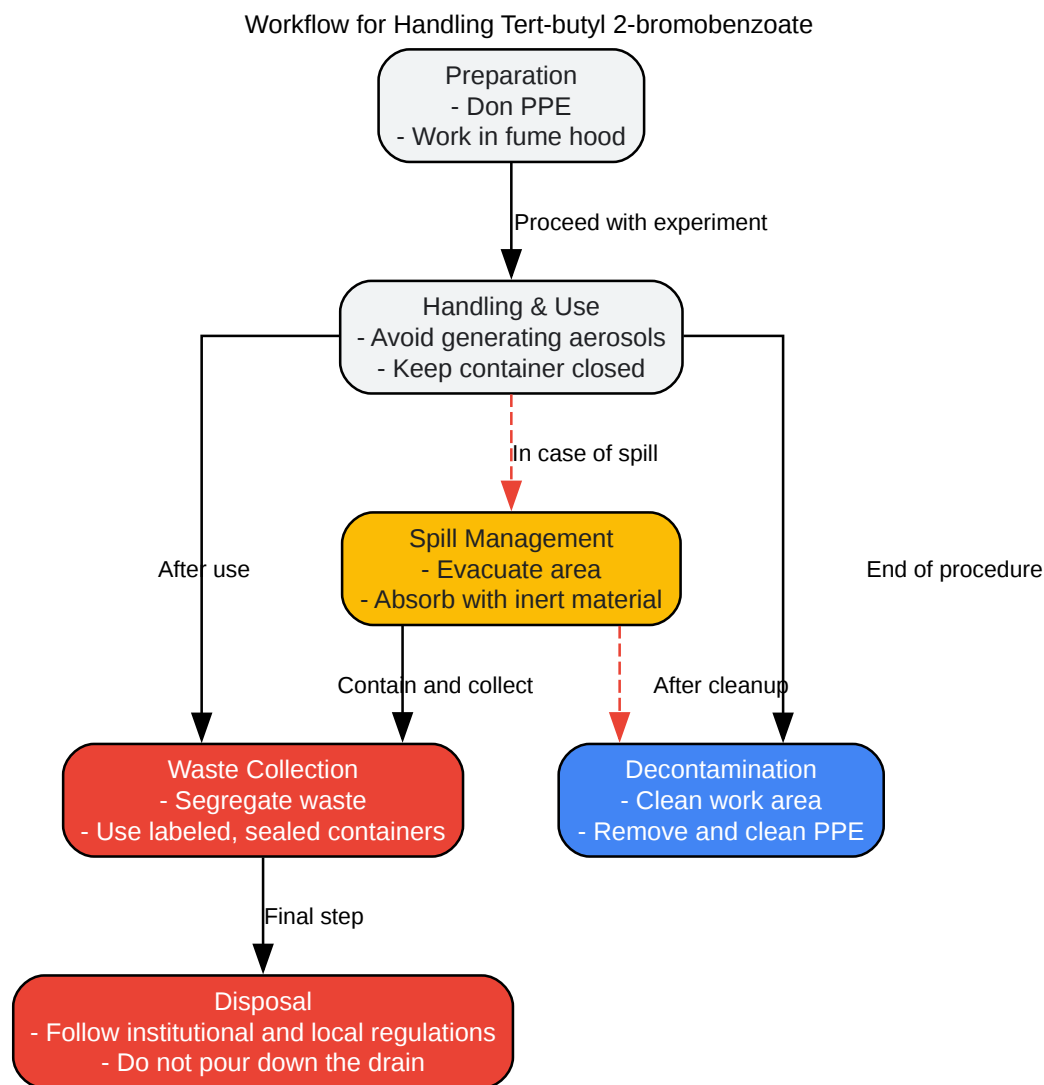 Workflow for Handling Tert-butyl 2-bromobenzoate
Preparation
- Don PPE
- Work in fume hood
Proceed with experiment
Handling & Use
- Avoid generating aerosols
- Keep container closed
In case of spill
Spill Management
- Evacuate area
- Absorb with inert material
After use
End of procedure
Contain and collect
After cleanup
Waste Collection
- Segregate waste
- Use labeled, sealed containers
Decontamination
- Clean work area
- Remove and clean PPE
Final step
Disposal
- Follow institutional and local regulations
- Do not pour down the drain